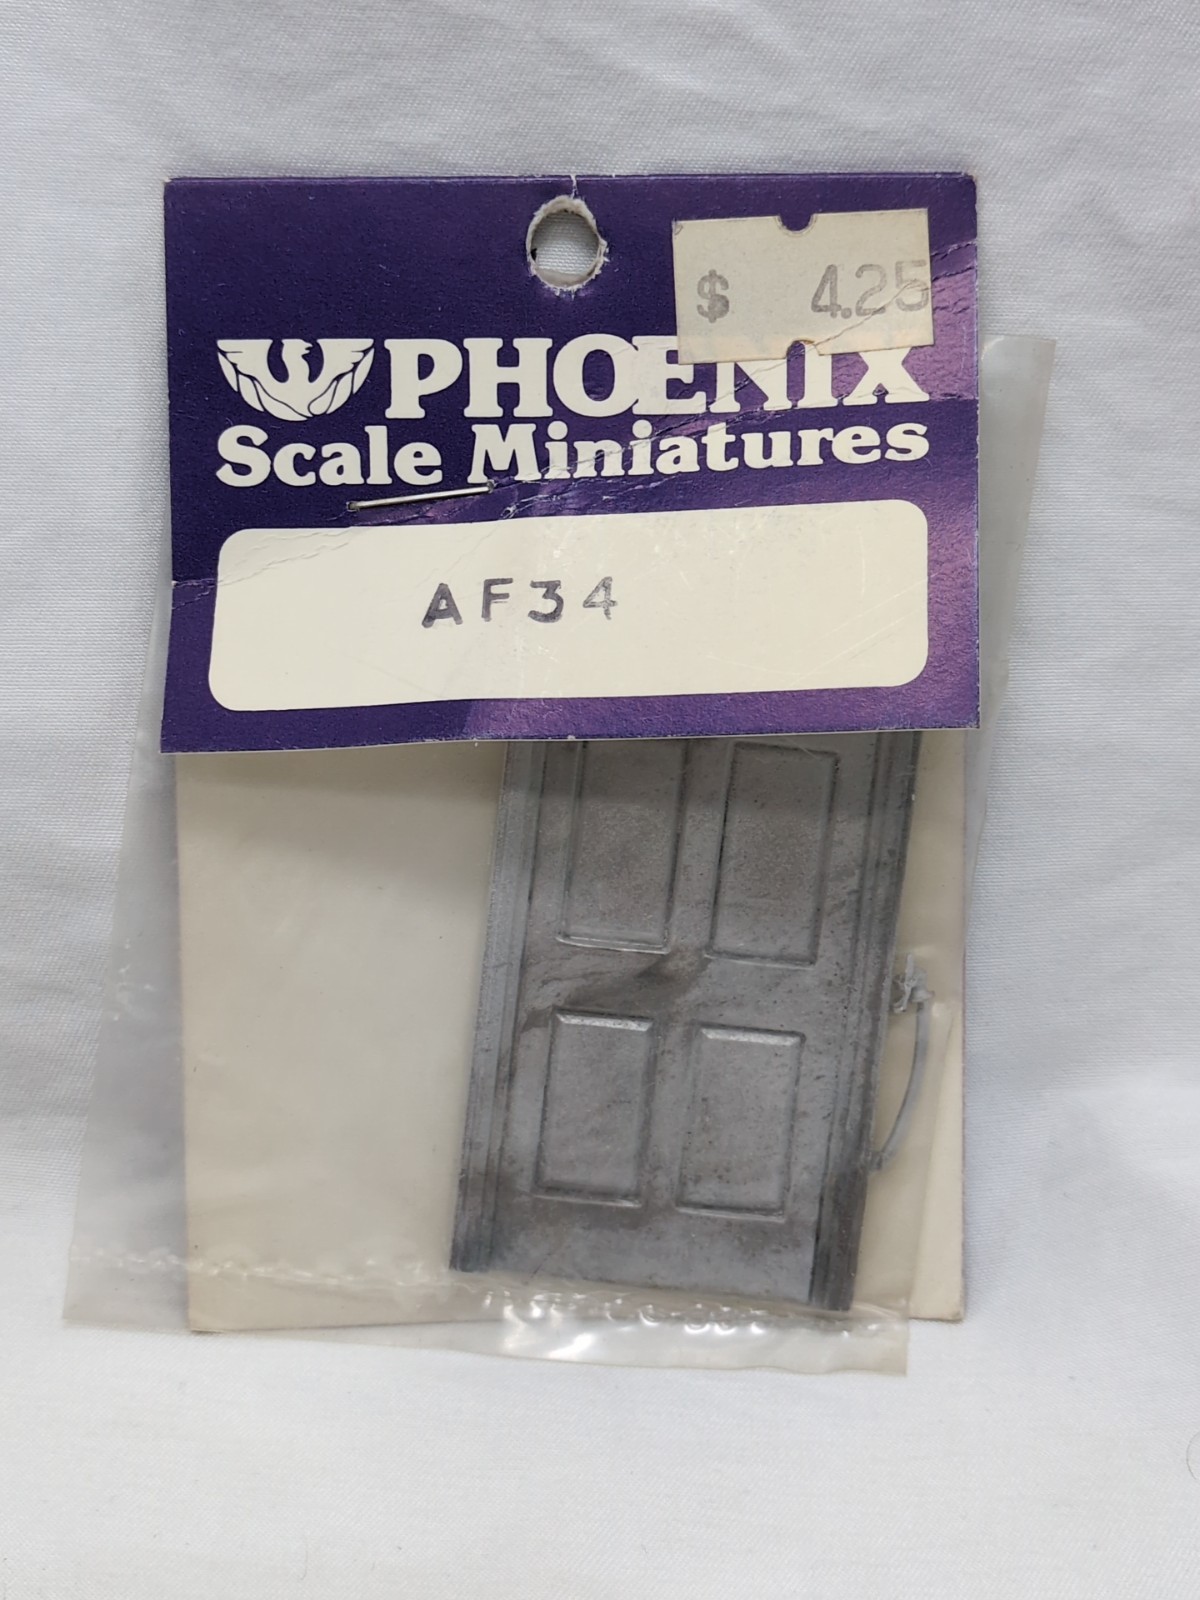 $ 4.25
PHOENIX
Scale Miniatures
AF34